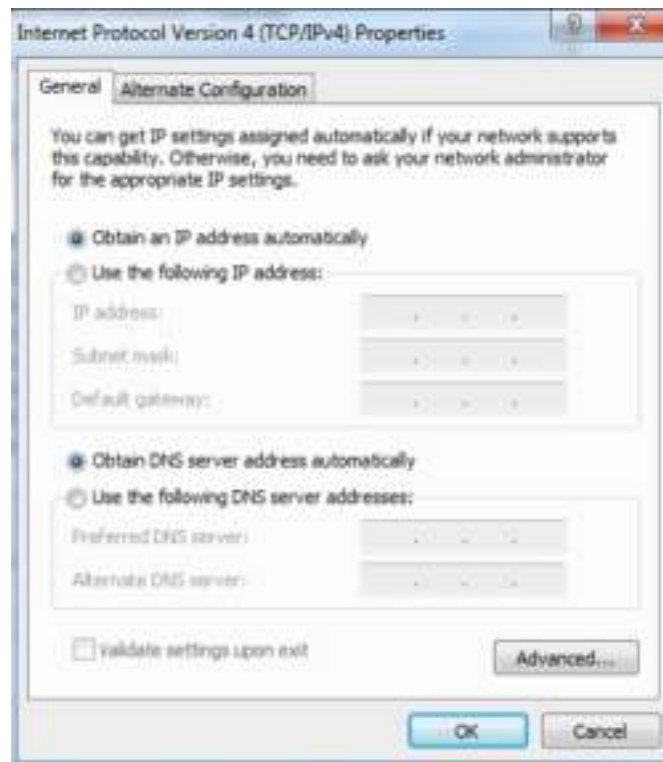 Internet Protocol Version 4 (TCP/IPv4) Properties
General
Alternate Configuration
You can get IP settings assigned automatically if your network supports
this capability. Otherwise, you need to ask your network administrator
for the appropriate IP settings.
Obtain an IP address automatically
Use the following IP address:
IP address:
Subnet mask:
Default gateway:
Obtain DNS server address automatically
Use the following DNS server addresses:
Preferred DNS server:
Alternate DNS server:
Validate settings upon exit
Advanced...
OK
Cancel